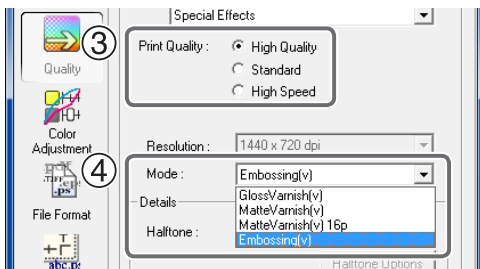 Special Effects
③
Print Quality :
High Quality
Standard
High Speed
Quality
Color
Adjustment
Resolution :
1440 x 720 dpi
④
Mode :
Embossing(v)
GlossVarnish(v)
MatteVarnish(v)
MatteVarnish(v) 16p
Embossing(v)
Details
Halftone :
File Format
Halftone Options